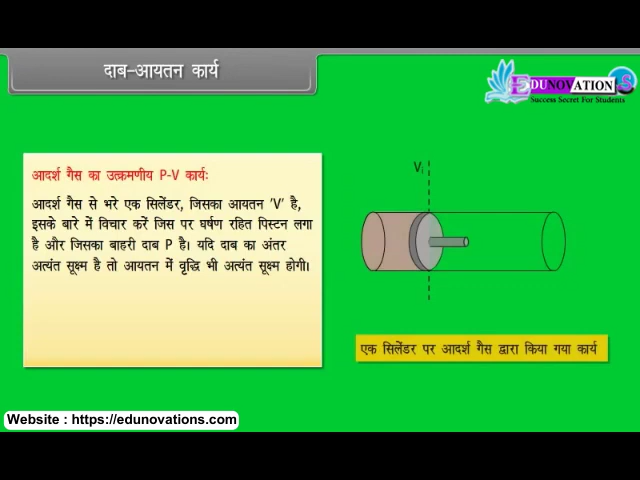 दाब-आयतन कार्य
EDUNOVATIONS
Success Secret For Students
आदर्श गैस का उत्क्रमणीय P-V कार्यः
आदर्श गैस से भरे एक सिलेंडर, जिसका आयतन 'V' है,
इसके बारे में विचार करें जिस पर घर्षण रहित पिस्टन लगा
है और जिसका बाहरी दाब P है। यदि दाब का अंतर
अत्यंत सूक्ष्म है तो आयतन में वृद्धि भी अत्यंत सूक्ष्म होगी।
Vi
एक सिलेंडर पर आदर्श गैस द्वारा किया गया कार्य
Website : https://edunovations.com